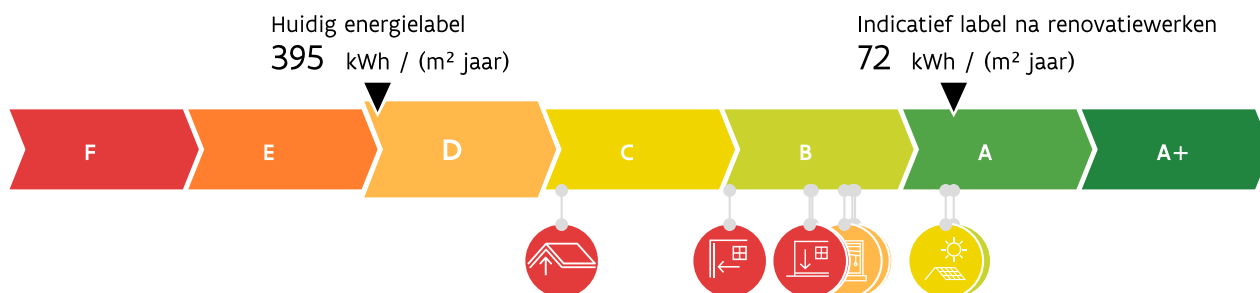 Huidig energielabel
395 kWh / (m² jaar)
Indicatief label na renovatiewerken
72 kWh / (m² jaar)
F E D C B A A+